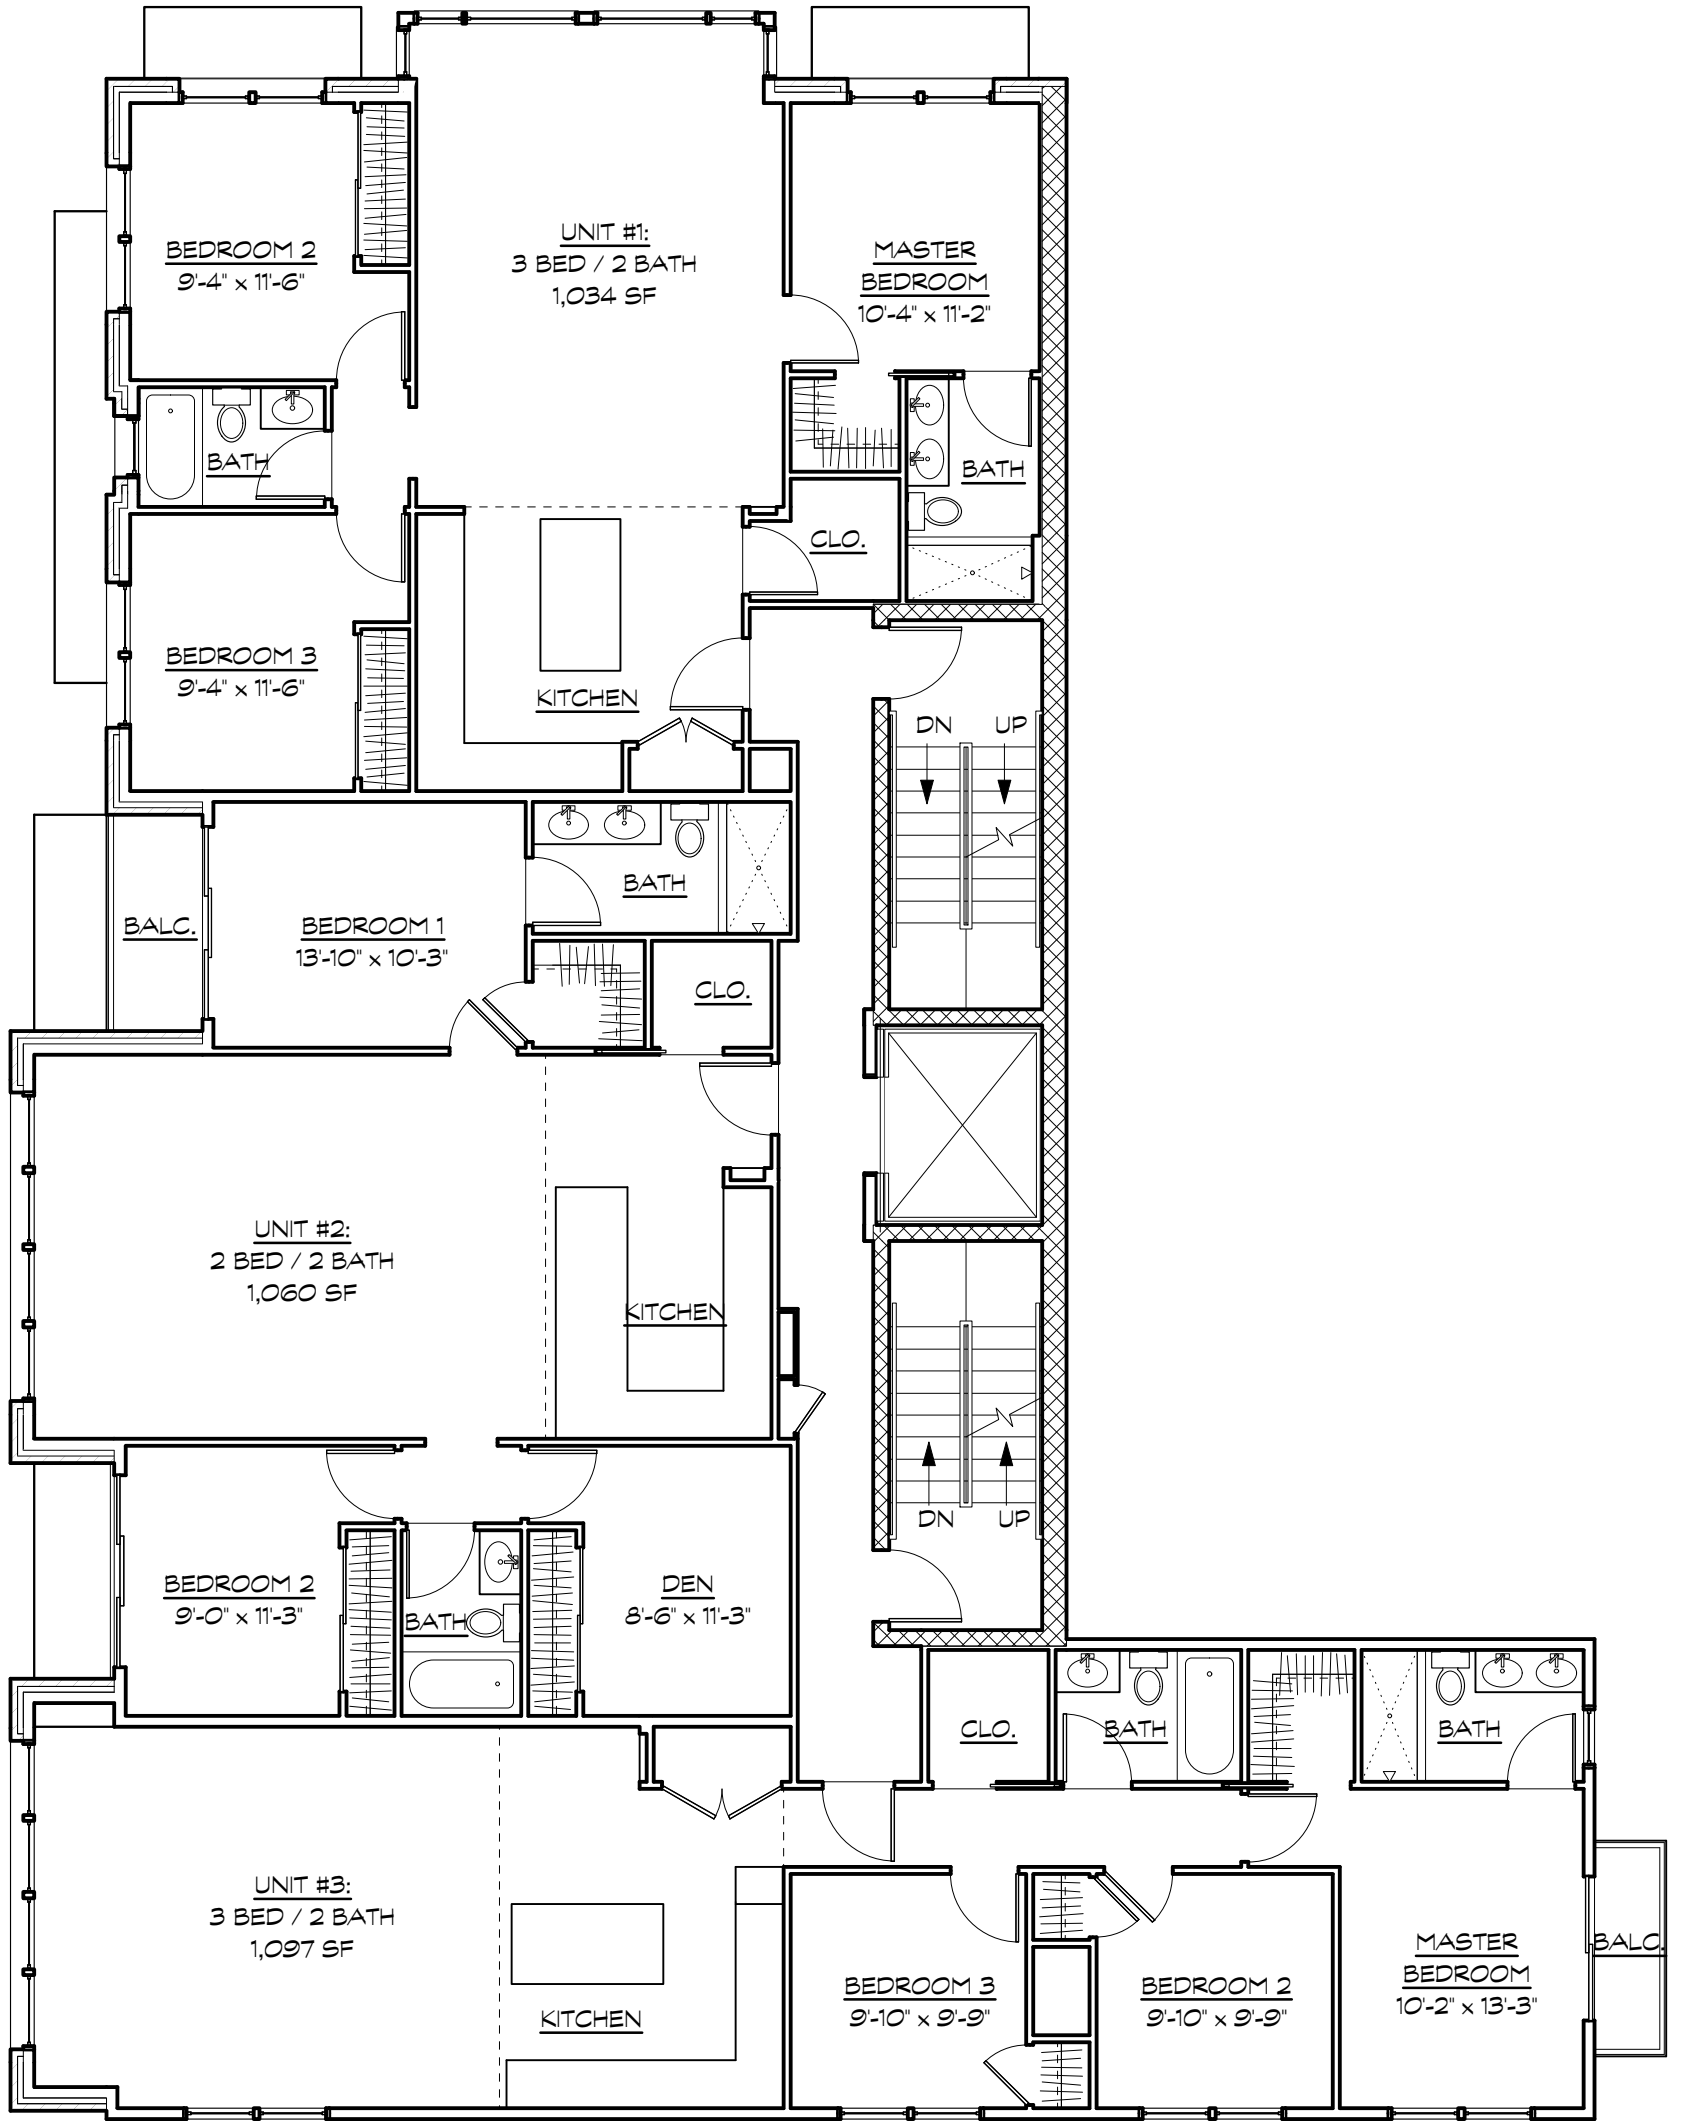 UNIT #1:
3 BED / 2 BATH
1,034 SF
BEDROOM 2
9'-4" x 11'-6"
MASTER
BEDROOM
10'-4" x 11'-2"
BATH
BATH
CLO.
BEDROOM 3
9'-4" x 11'-6"
KITCHEN
DN
UP
BATH
BALC.
BEDROOM 1
13'-10" x 10'-3"
CLO.
UNIT #2:
2 BED / 2 BATH
1,060 SF
KITCHEN
DN
UP
BEDROOM 2
9'-0" x 11'-3"
BATH
DEN
8'-6" x 11'-3"
CLO.
BATH
BATH
UNIT #3:
3 BED / 2 BATH
1,097 SF
KITCHEN
BEDROOM 3
9'-10" x 9'-9"
BEDROOM 2
9'-10" x 9'-9"
MASTER
BEDROOM
10'-2" x 13'-3"
BALC.